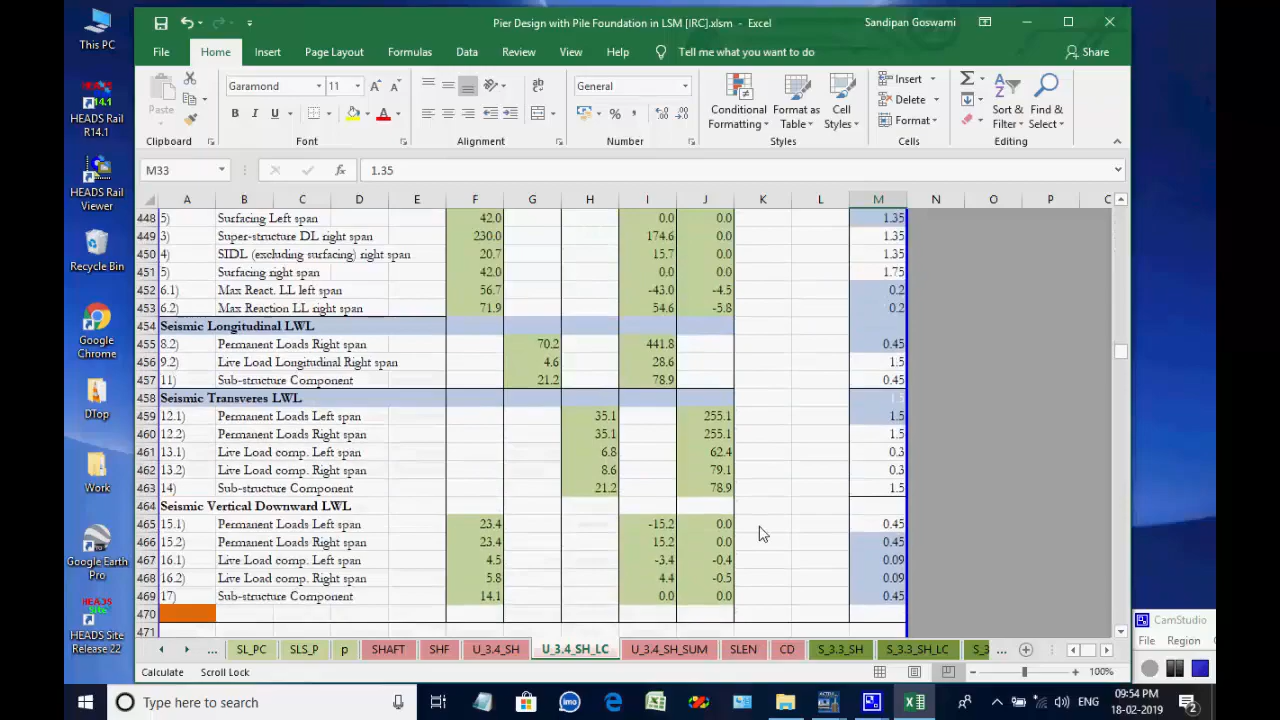 This PC
HEADS Rail
R14.1
HEADS Rail
Viewer
Recycle Bin
Google
Chrome
DTop
Work
Google Earth
Pro
HEADS Site
Release 22
Pier Design with Pile Foundation in LSM [IRC].xlsm - Excel
Sandipan Goswami
File Home Insert Page Layout Formulas Data Review View Help Tell me what you want to do Share
Paste
Garamond 11
B I U
General
% ,
Conditional
Formatting
Format as
Table
Cell
Styles
Insert
Delete
Format
Sort &
Filter
Find &
Select
Clipboard Font Alignment Number Styles Cells Editing
M33 fx 1.35
A B C D E F G H I J K L M N O P
448 5) Surfacing Left span 42.0 0.0 0.0 1.35
449 3) Super-structure DL right span 230.0 174.6 0.0 1.35
450 4) SIDL (excluding surfacing) right span 20.7 15.7 0.0 1.35
451 5) Surfacing right span 42.0 0.0 0.0 1.75
452 6.1) Max React. LL left span 56.7 -43.0 -4.5 0.2
453 6.2) Max Reaction LL right span 71.9 54.6 -5.8 0.2
454 Seismic Longitudinal LWL
455 8.2) Permanent Loads Right span 70.2 441.8 0.45
456 9.2) Live Load Longitudinal Right span 4.6 28.6 1.5
457 11) Sub-structure Component 21.2 78.9 0.45
458 Seismic Transveres LWL 1.5
459 12.1) Permanent Loads Left span 35.1 255.1 1.5
460 12.2) Permanent Loads Right span 35.1 255.1 1.5
461 13.1) Live Load comp. Left span 6.8 62.4 0.3
462 13.2) Live Load comp. Right span 8.6 79.1 0.3
463 14) Sub-structure Component 21.2 78.9 1.5
464 Seismic Vertical Downward LWL
465 15.1) Permanent Loads Left span 23.4 -15.2 0.0 0.45
466 15.2) Permanent Loads Right span 23.4 15.2 0.0 0.45
467 16.1) Live Load comp. Left span 4.5 -3.4 -0.4 0.09
468 16.2) Live Load comp. Right span 5.8 4.4 -0.5 0.09
469 17) Sub-structure Component 14.1 0.0 0.0 0.45
470
471
... SL_PC SLS_P p SHAFT SHF U_3.4_SH U_3.4_SH_LC U_3.4_SH_SUM SLEN CD S_3.3_SH S_3.3_SH_LC S_3 ...
Calculate Scroll Lock 100%
CamStudio
File Region
Type here to search
ENG
09:54 PM
18-02-2019
2